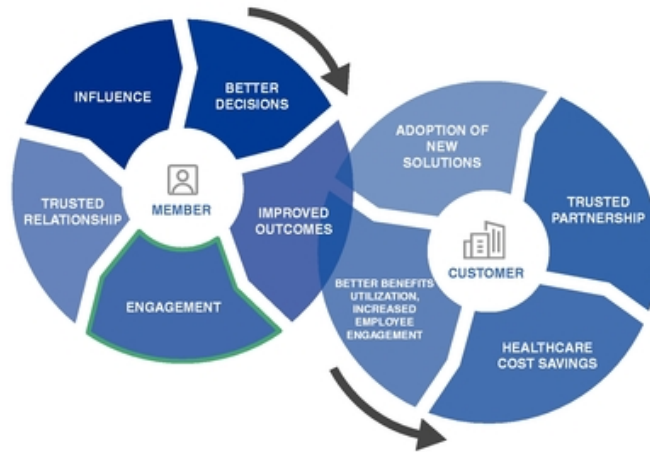 INFLUENCE
BETTER
DECISIONS
TRUSTED
RELATIONSHIP
MEMBER
IMPROVED
OUTCOMES
ENGAGEMENT
ADOPTION OF
NEW
SOLUTIONS
TRUSTED
PARTNERSHIP
CUSTOMER
BETTER BENEFITS
UTILIZATION,
INCREASED
EMPLOYEE
ENGAGEMENT
HEALTHCARE
COST SAVINGS